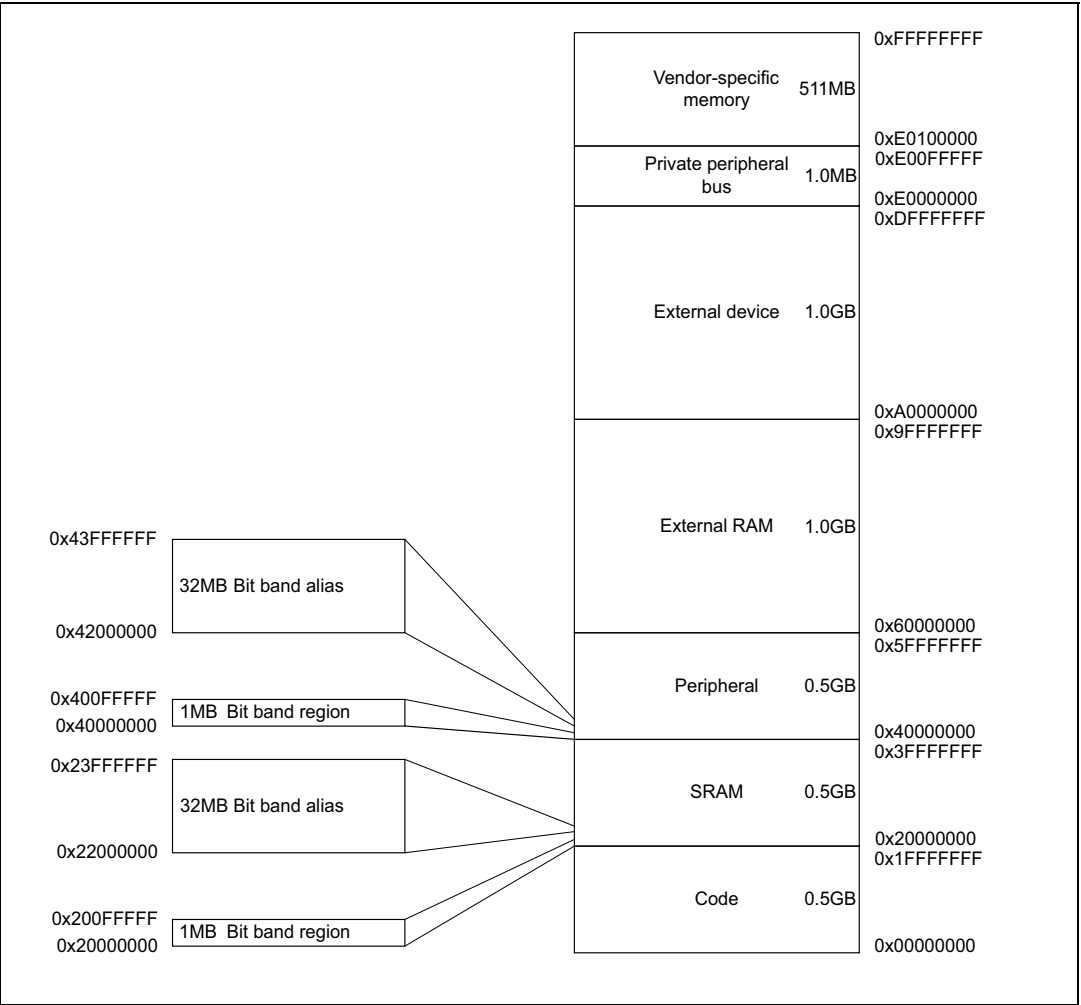 0xFFFFFFFF
Vendor-specific
memory
511MB
0xE0100000
0xE00FFFFF
Private peripheral
bus
1.0MB
0xE0000000
0xDFFFFFFF
External device 1.0GB
0xA0000000
0x9FFFFFFF
External RAM 1.0GB
0x60000000
0x5FFFFFFF
Peripheral 0.5GB
0x40000000
0x3FFFFFFF
SRAM 0.5GB
0x20000000
0x1FFFFFFF
Code 0.5GB
0x00000000
0x43FFFFFF
32MB Bit band alias
0x42000000
0x400FFFFF
1MB Bit band region
0x40000000
0x23FFFFFF
32MB Bit band alias
0x22000000
0x200FFFFF
1MB Bit band region
0x20000000